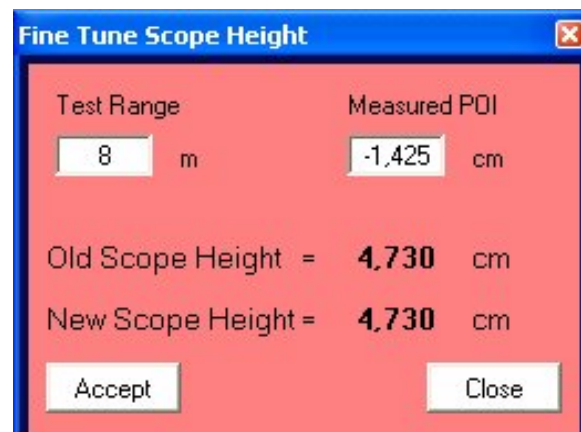 Fine Tune Scope Height
Test Range Measured POI
8 m -1,425 cm
Old Scope Height = 4,730 cm
New Scope Height = 4,730 cm
Accept Close